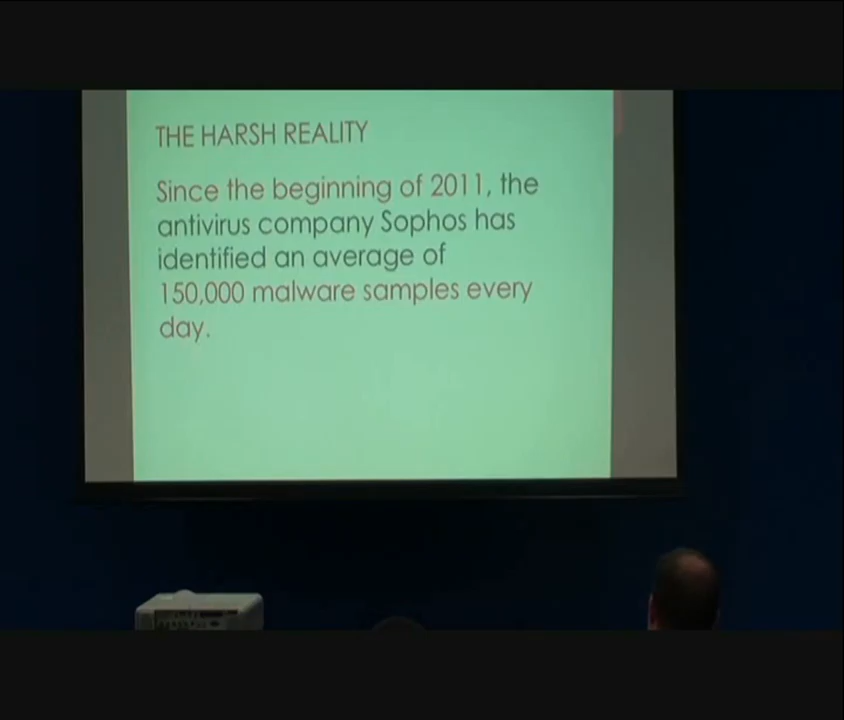 THE HARSH REALITY
Since the beginning of 2011, the
antivirus company Sophos has
identified an average of
150,000 malware samples every
day.